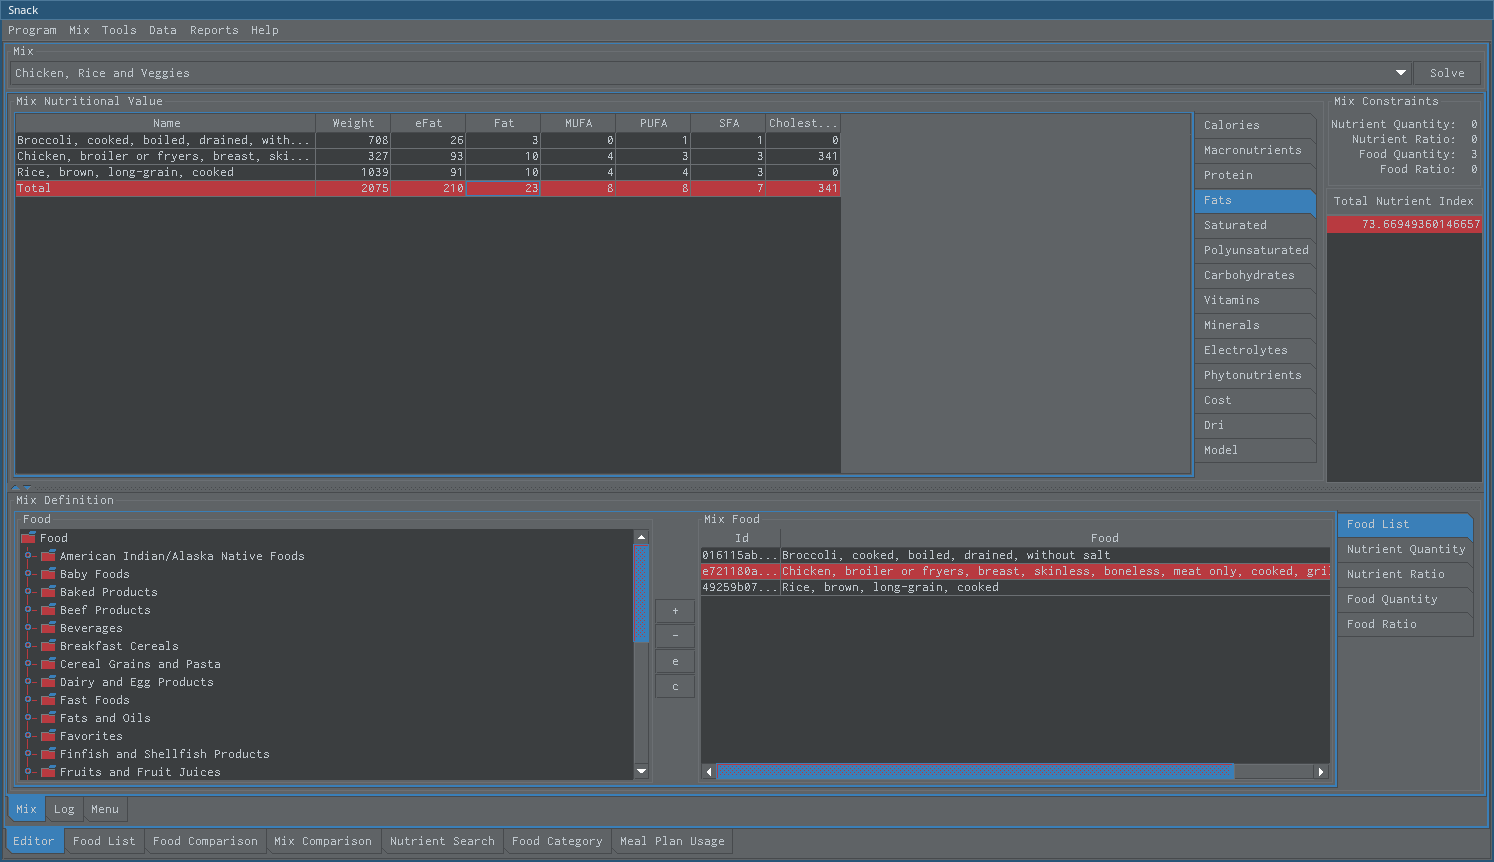 Snack
Program Mix Tools Data Reports Help
Mix
Chicken, Rice and Veggies
Solve
Mix Nutritional Value
Name Weight eFat Fat MUFA PUFA SFA Cholest...
Broccoli, cooked, boiled, drained, with... 708 26 3 0 1 1 0
Chicken, broiler or fryers, breast, ski... 327 93 10 4 3 3 341
Rice, brown, long-grain, cooked 1039 91 10 4 4 3 0
Total 2075 210 23 8 8 7 341
Calories
Macronutrients
Protein
Fats
Saturated
Polyunsaturated
Carbohydrates
Vitamins
Minerals
Electrolytes
Phytonutrients
Cost
Dri
Model
Mix Constraints
Nutrient Quantity: 0
Nutrient Ratio: 0
Food Quantity: 3
Food Ratio: 0
Total Nutrient Index
73.66949360146657
Mix Definition
Food
Food
American Indian/Alaska Native Foods
Baby Foods
Baked Products
Beef Products
Beverages
Breakfast Cereals
Cereal Grains and Pasta
Dairy and Egg Products
Fast Foods
Fats and Oils
Favorites
Finfish and Shellfish Products
Fruits and Fruit Juices
+
-
e
c
Mix Food
Id Food
016115ab... Broccoli, cooked, boiled, drained, without salt
e721180a... Chicken, broiler or fryers, breast, skinless, boneless, meat only, cooked, gril
49259b07... Rice, brown, long-grain, cooked
Food List
Nutrient Quantity
Nutrient Ratio
Food Quantity
Food Ratio
Mix Log Menu
Editor Food List Food Comparison Mix Comparison Nutrient Search Food Category Meal Plan Usage